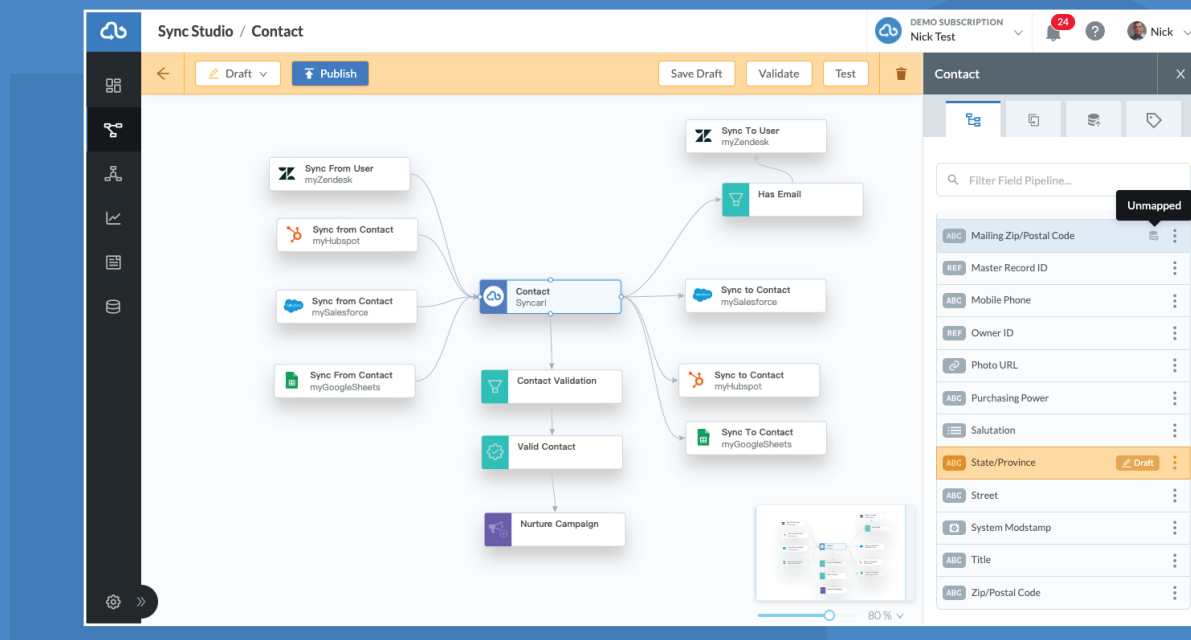 Sync Studio / Contact
DEMO SUBSCRIPTION
Nick Test
24
?
Nick
Draft
Publish
Save Draft
Validate
Test
Contact
Sync From User
myZendesk
Sync from Contact
myHubspot
Sync from Contact
mySalesforce
Sync From Contact
myGoogleSheets
Contact
Syncari
Contact Validation
Valid Contact
Nurture Campaign
Sync To User
myZendesk
Has Email
Sync to Contact
mySalesforce
Sync to Contact
myHubspot
Sync To Contact
myGoogleSheets
80 %
Filter Field Pipeline...
Unmapped
ABC Mailing Zip/Postal Code
REF Master Record ID
ABC Mobile Phone
REF Owner ID
Photo URL
ABC Purchasing Power
Salutation
ABC State/Province Draft
ABC Street
System Modstamp
ABC Title
ABC Zip/Postal Code